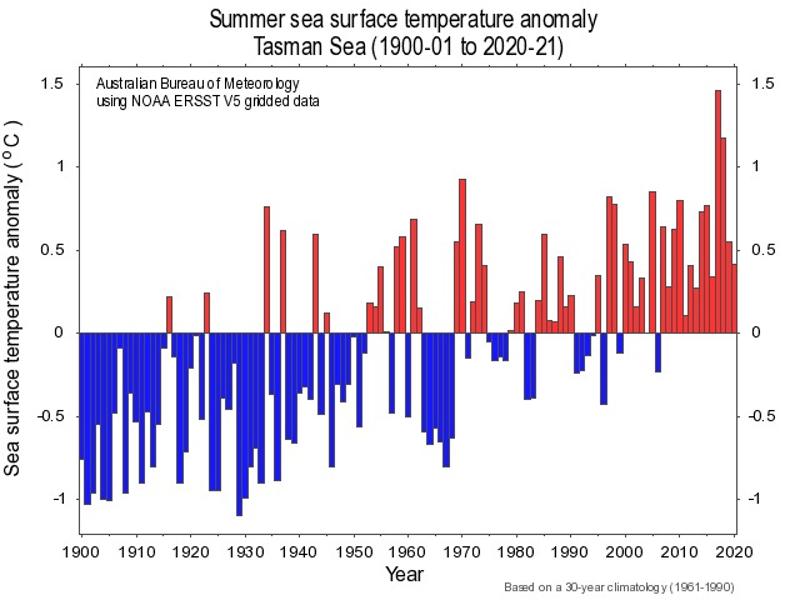 Summer sea surface temperature anomaly
Tasman Sea (1900-01 to 2020-21)
Australian Bureau of Meteorology
using NOAA ERSST V5 gridded data
Sea surface temperature anomaly (°C)
1.5
1
0.5
0
-0.5
-1
1.5
1
0.5
0
-0.5
-1
1900 1910 1920 1930 1940 1950 1960 1970 1980 1990 2000 2010 2020
Year
Based on a 30-year climatology (1961-1990)